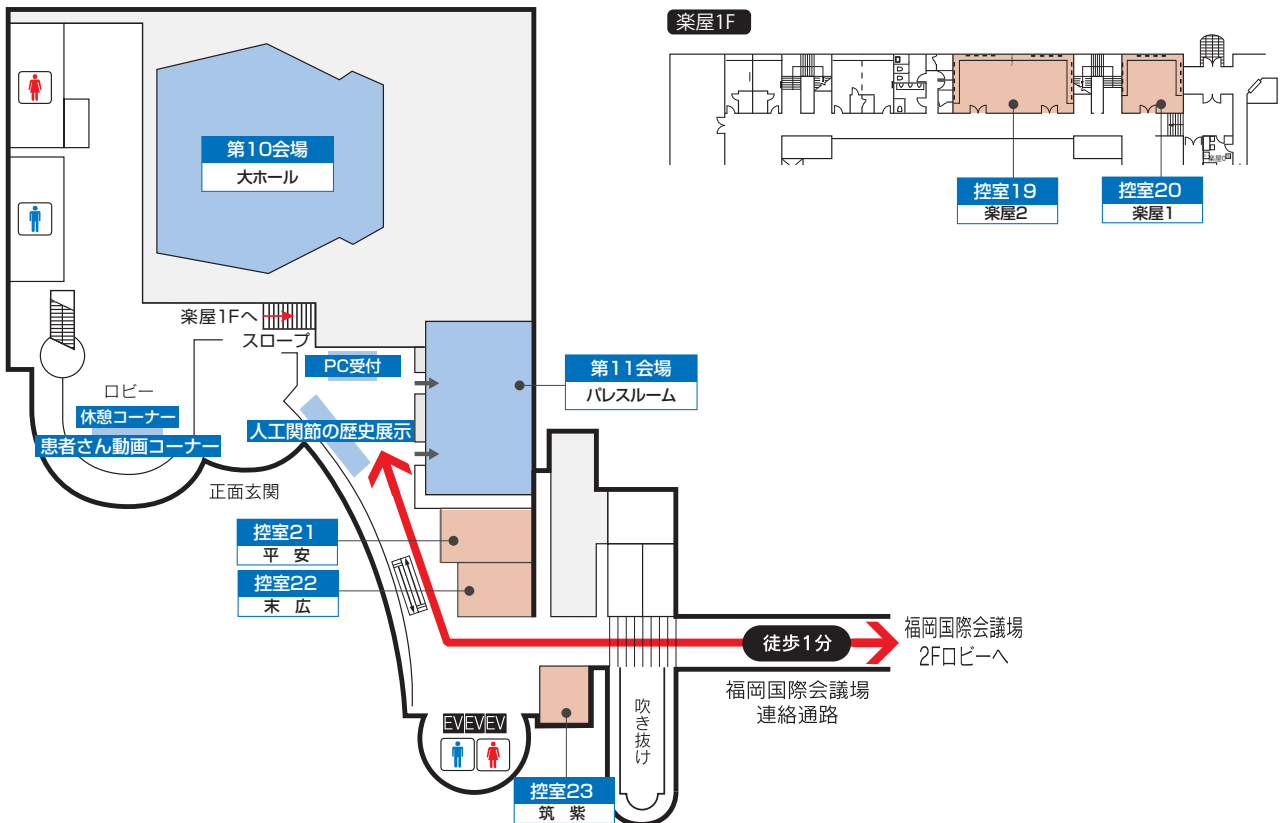 楽屋1F
第10会場
大ホール
控室19
楽屋2
控室20
楽屋1
楽屋1Fへ
スロープ
PC受付
第11会場
パレスルーム
ロビー
休憩コーナー
患者さん動画コーナー
人工関節の歴史展示
正面玄関
控室21
平 安
控室22
末 広
徒歩1分
福岡国際会議場
2Fロビーへ
福岡国際会議場
連絡通路
吹き抜け
EV EV EV
控室23
筑 紫